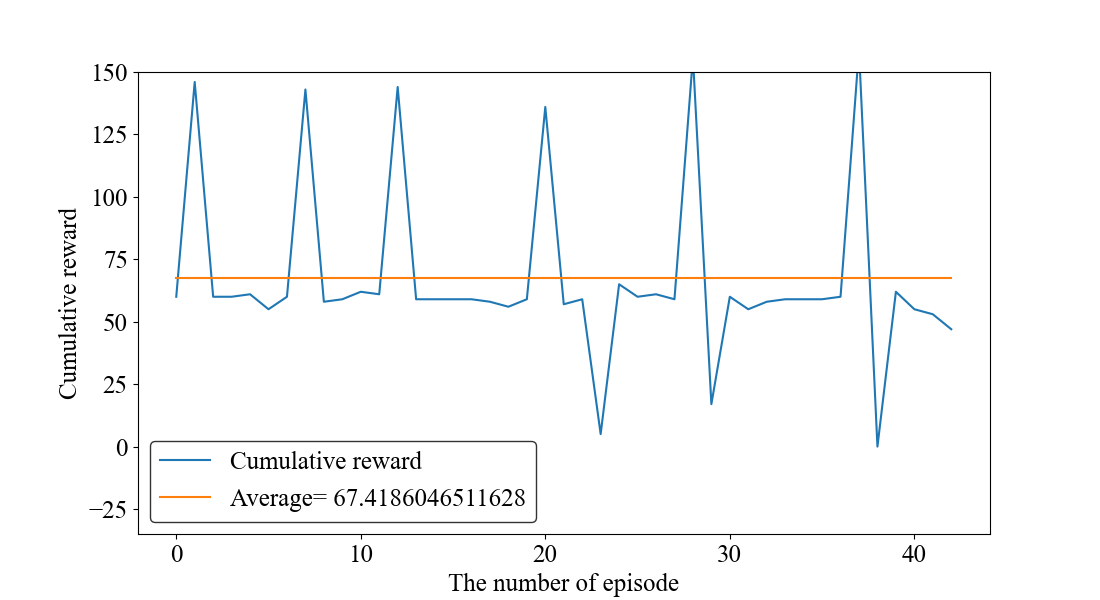 150
125
100
75
50
25
0
−25
Cumulative reward
Cumulative reward
Average= 67.4186046511628
0 10 20 30 40
The number of episode